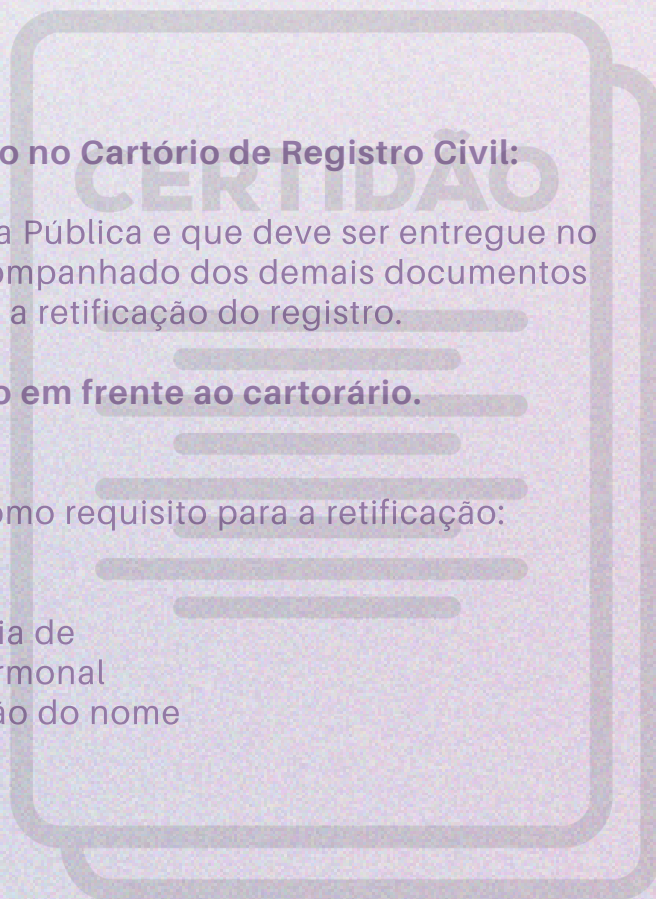 o no Cartório de Registro Civil:
CERTIDÃO
a Pública e que deve ser entregue no
ompanhado dos demais documentos
a retificação do registro.
o em frente ao cartorário.
omo requisito para a retificação:
ia de
rmonal
ão do nome